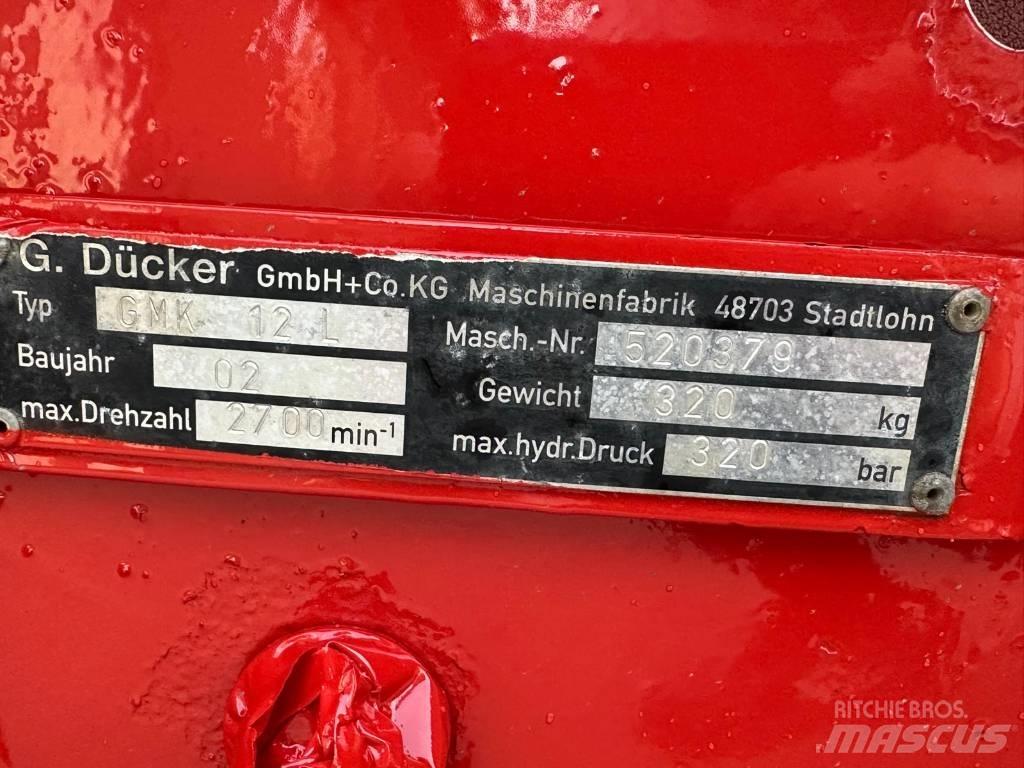 G. Dücker GmbH+Co.KG Maschinenfabrik 48703 Stadtlohn
Typ GMK 12 L
Masch.-Nr. 520379
Baujahr 02
Gewicht 320 kg
max.Drehzahl 2700 min-1
max.hydr.Druck 320 bar
RITCHIE BROS.
MASCUS